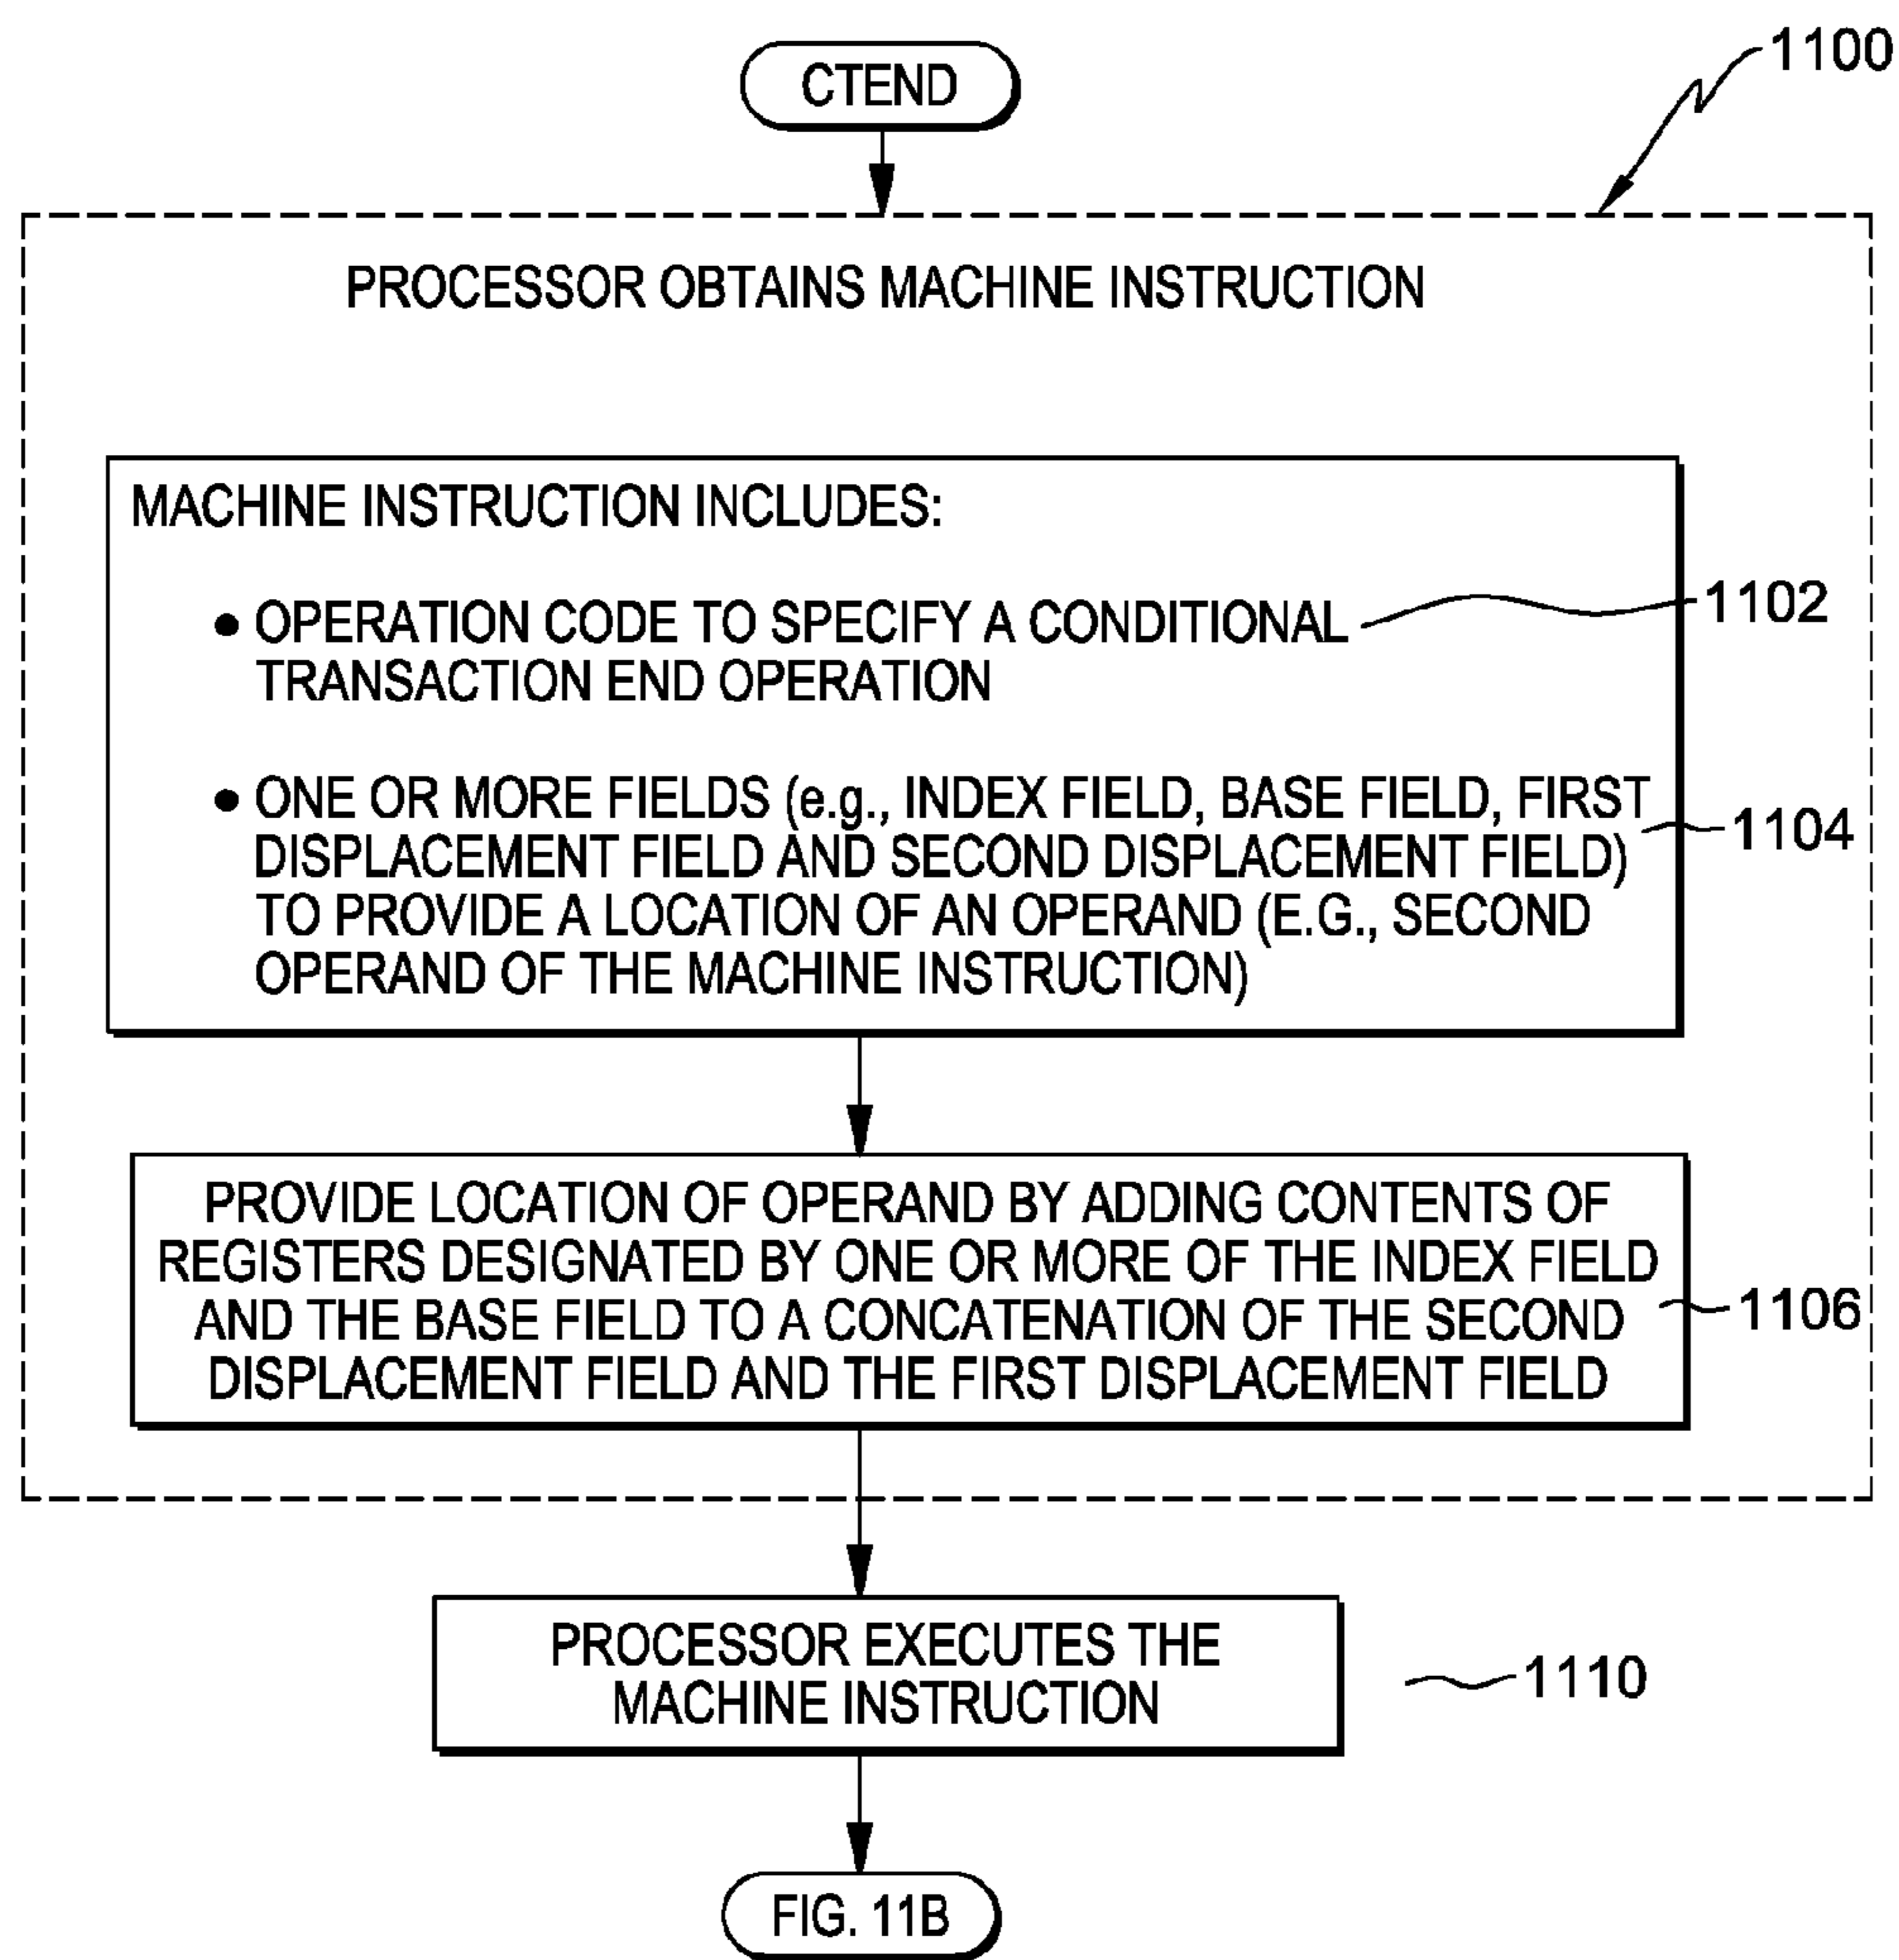 CTEND
1100
PROCESSOR OBTAINS MACHINE INSTRUCTION
MACHINE INSTRUCTION INCLUDES:
● OPERATION CODE TO SPECIFY A CONDITIONAL
TRANSACTION END OPERATION
1102
● ONE OR MORE FIELDS (e.g., INDEX FIELD, BASE FIELD, FIRST
DISPLACEMENT FIELD AND SECOND DISPLACEMENT FIELD)
TO PROVIDE A LOCATION OF AN OPERAND (E.G., SECOND
OPERAND OF THE MACHINE INSTRUCTION)
1104
PROVIDE LOCATION OF OPERAND BY ADDING CONTENTS OF
REGISTERS DESIGNATED BY ONE OR MORE OF THE INDEX FIELD
AND THE BASE FIELD TO A CONCATENATION OF THE SECOND
DISPLACEMENT FIELD AND THE FIRST DISPLACEMENT FIELD
1106
PROCESSOR EXECUTES THE
MACHINE INSTRUCTION
1110
FIG. 11B